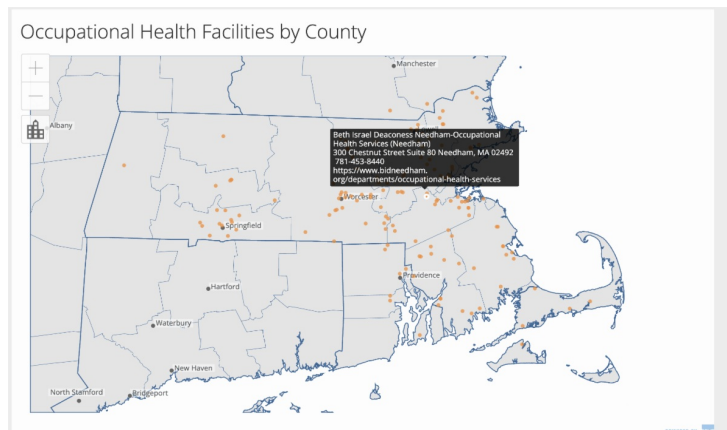 Occupational Health Facilities by County
Manchester
Albany
Beth Israel Deaconess Needham-Occupational
Health Services (Needham)
300 Chestnut Street Suite 80 Needham, MA 02492
781-453-8440
https://www.bidneedham.
org/departments/occupational-health-services
Worcester
Springfield
Providence
Hartford
Waterbury
New Haven
North Stamford
Bridgeport